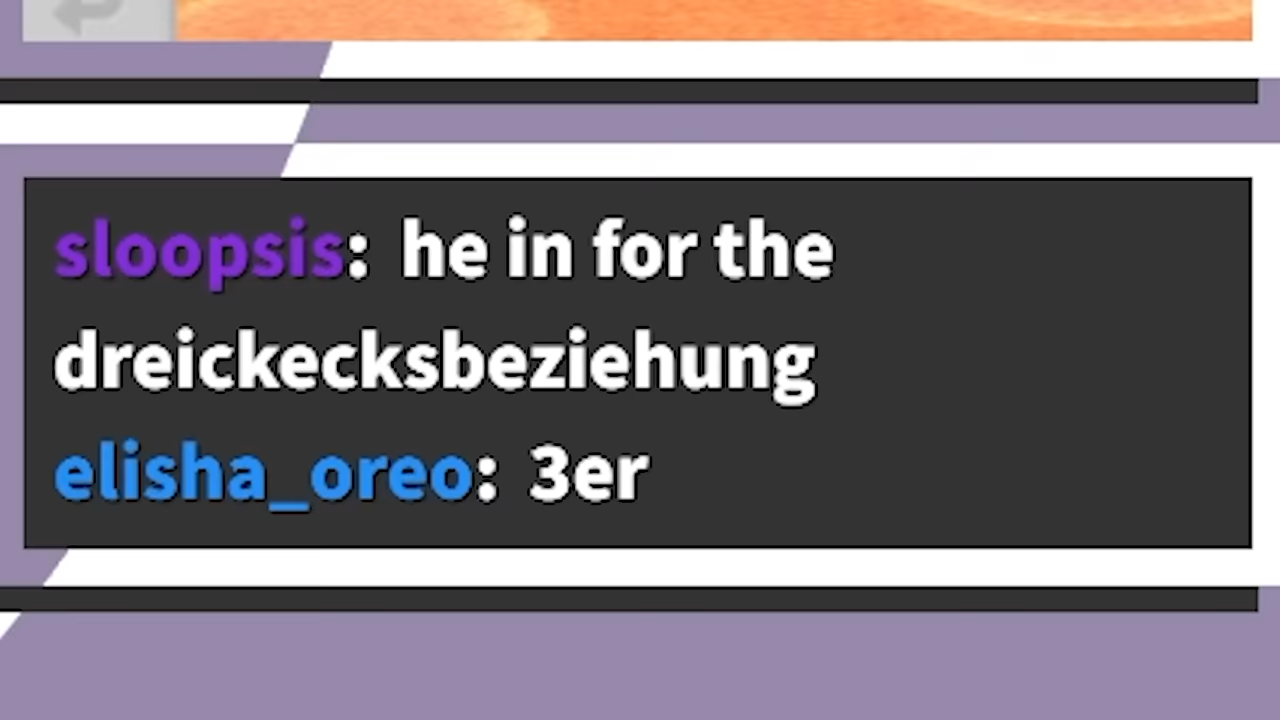 sloopsis: he in for the
dreickecksbeziehung
elisha_oreo: 3er